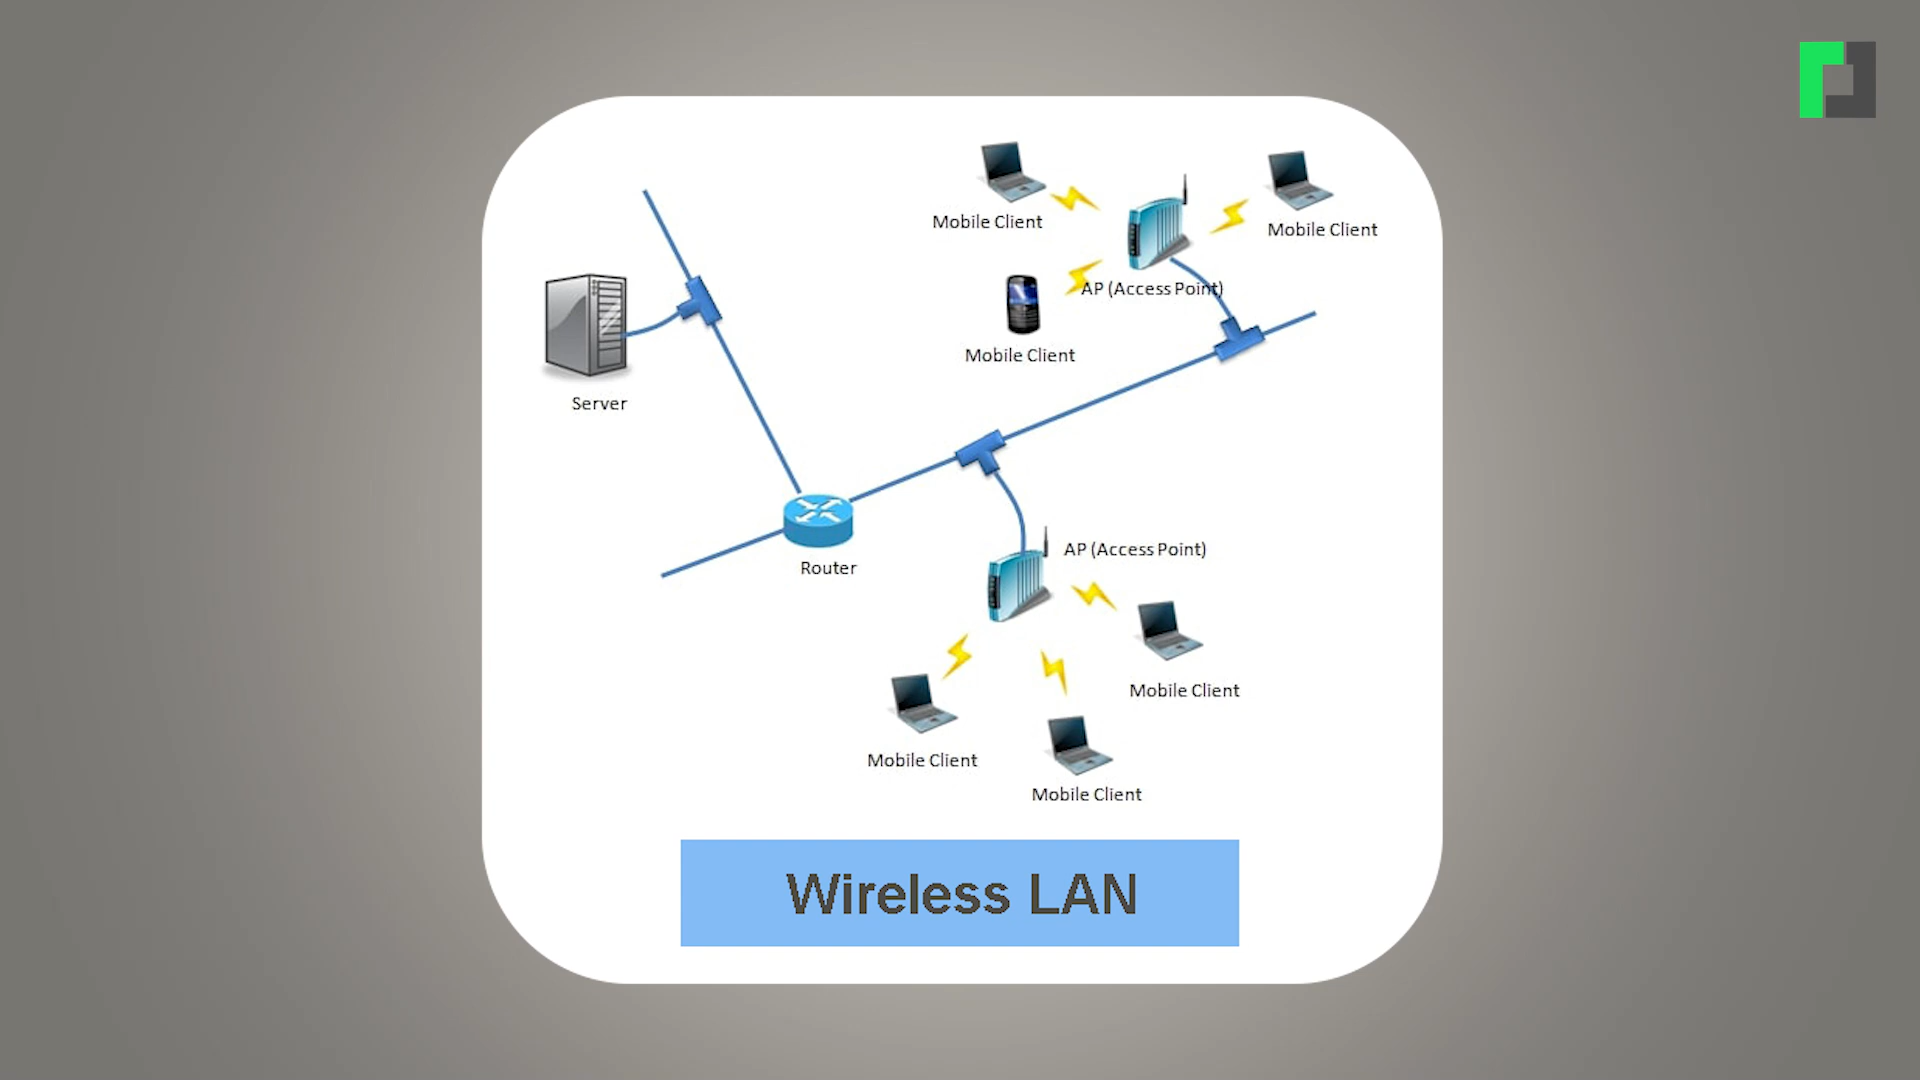 Mobile Client
Mobile Client
AP (Access Point)
Mobile Client
Server
AP (Access Point)
Router
Mobile Client
Mobile Client
Mobile Client
Wireless LAN